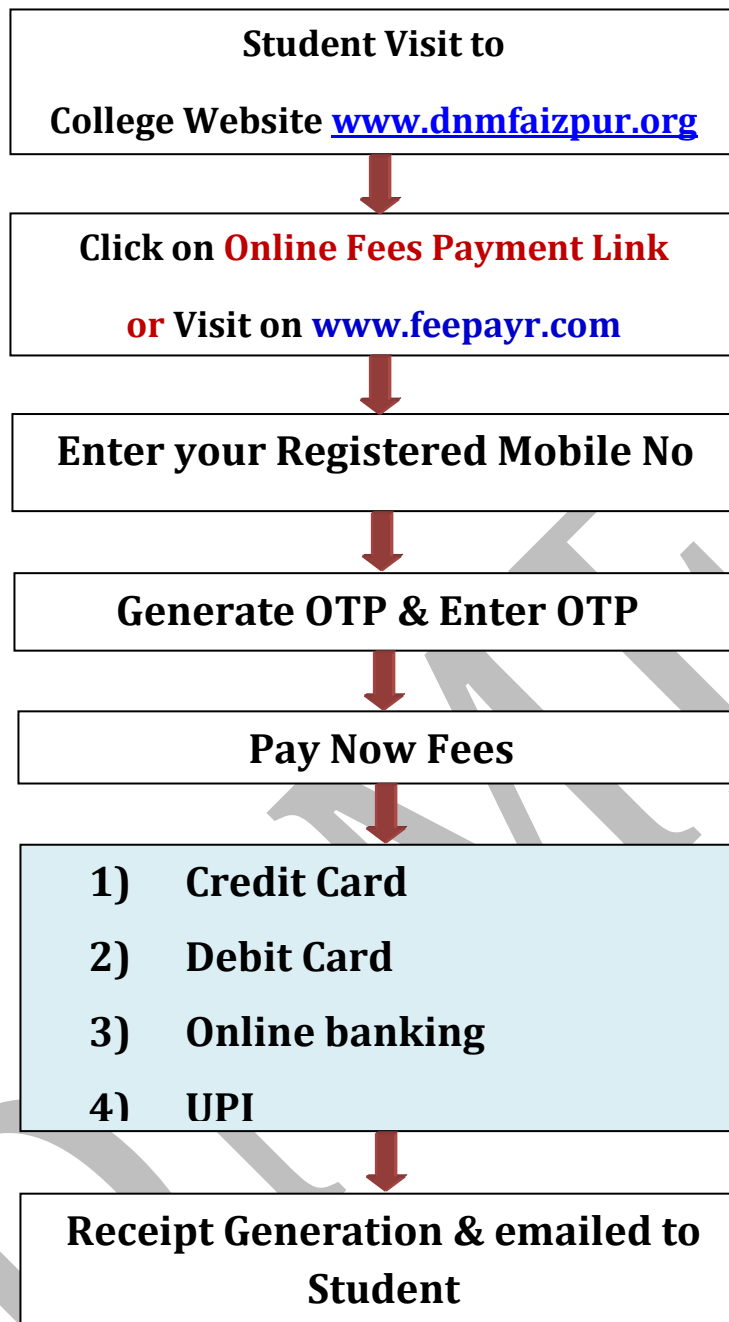 Student Visit to
College Website www.dnmfaizpur.org
Click on Online Fees Payment Link
or Visit on www.feepayr.com
Enter your Registered Mobile No
Generate OTP & Enter OTP
Pay Now Fees
1) Credit Card
2) Debit Card
3) Online banking
4) UPI
Receipt Generation & emailed to
Student